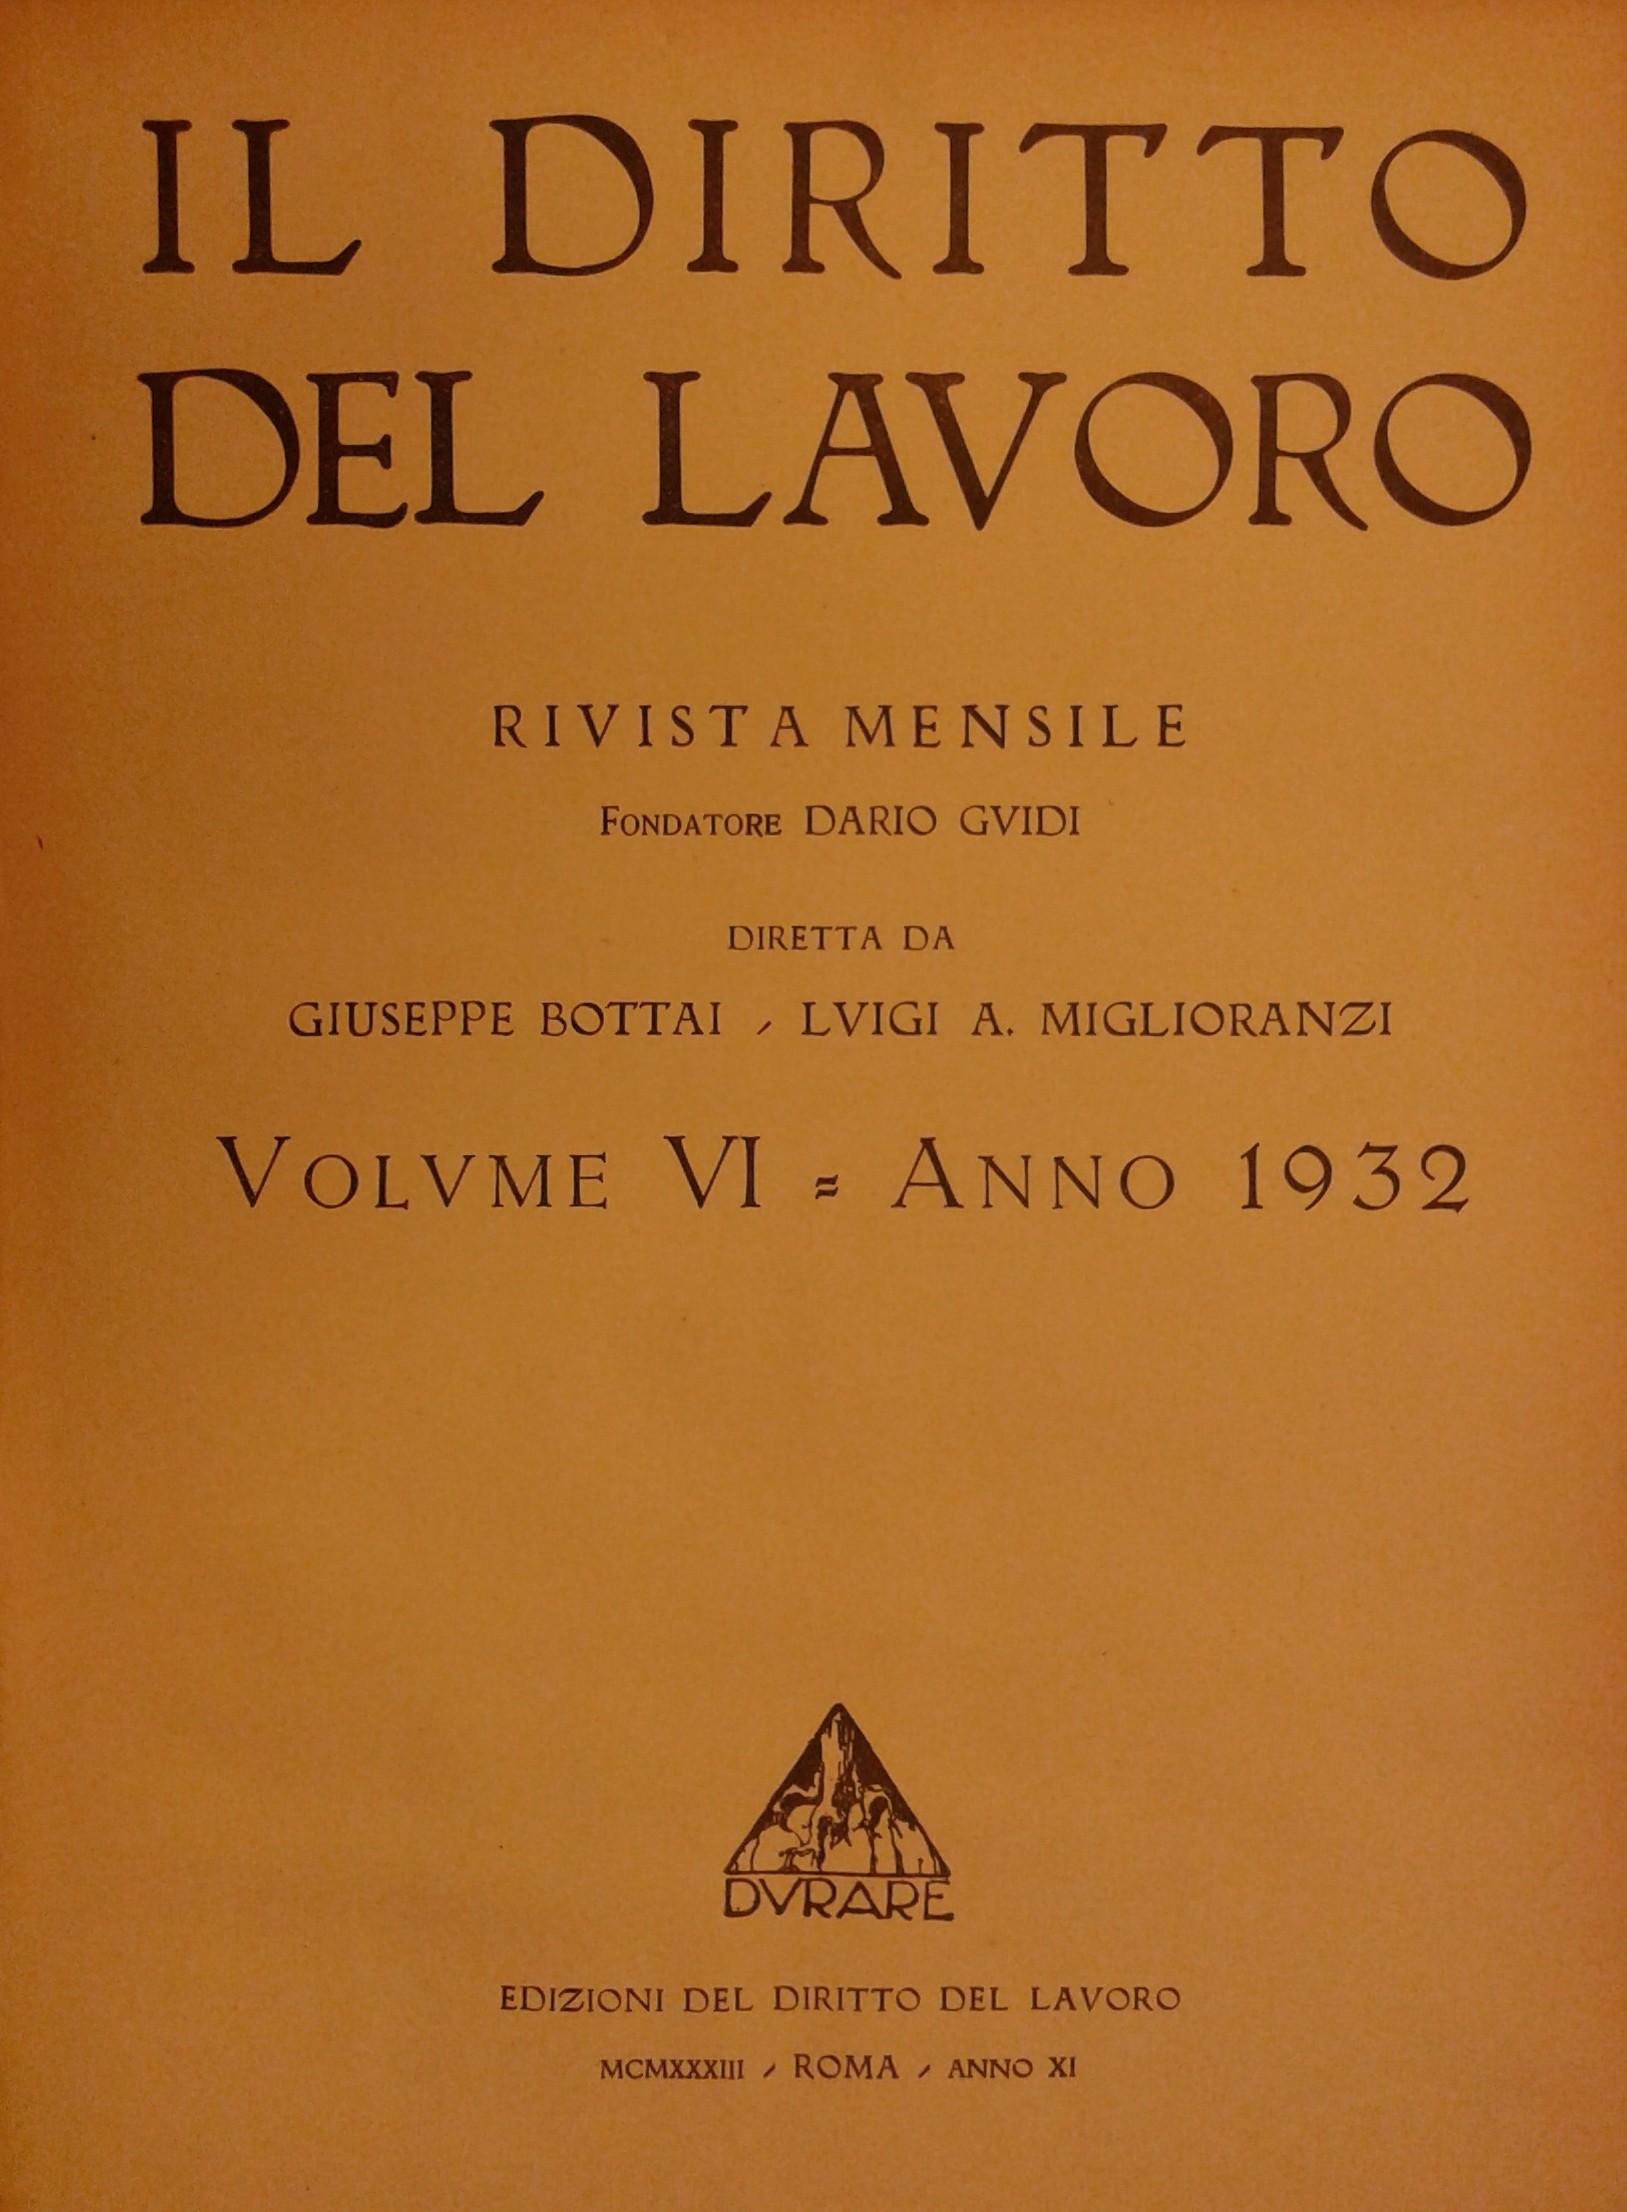 IL DIRITTO
DEL LAVORO
RIVISTA MENSILE
FONDATORE DARIO GVIDI
DIRETTA DA
GIUSEPPE BOTTAI / LVIGI A. MIGLIORANZI
VOLVME VI = ANNO 1932
DVRARE
EDIZIONI DEL DIRITTO DEL LAVORO
MCMXXXIII / ROMA / ANNO XI